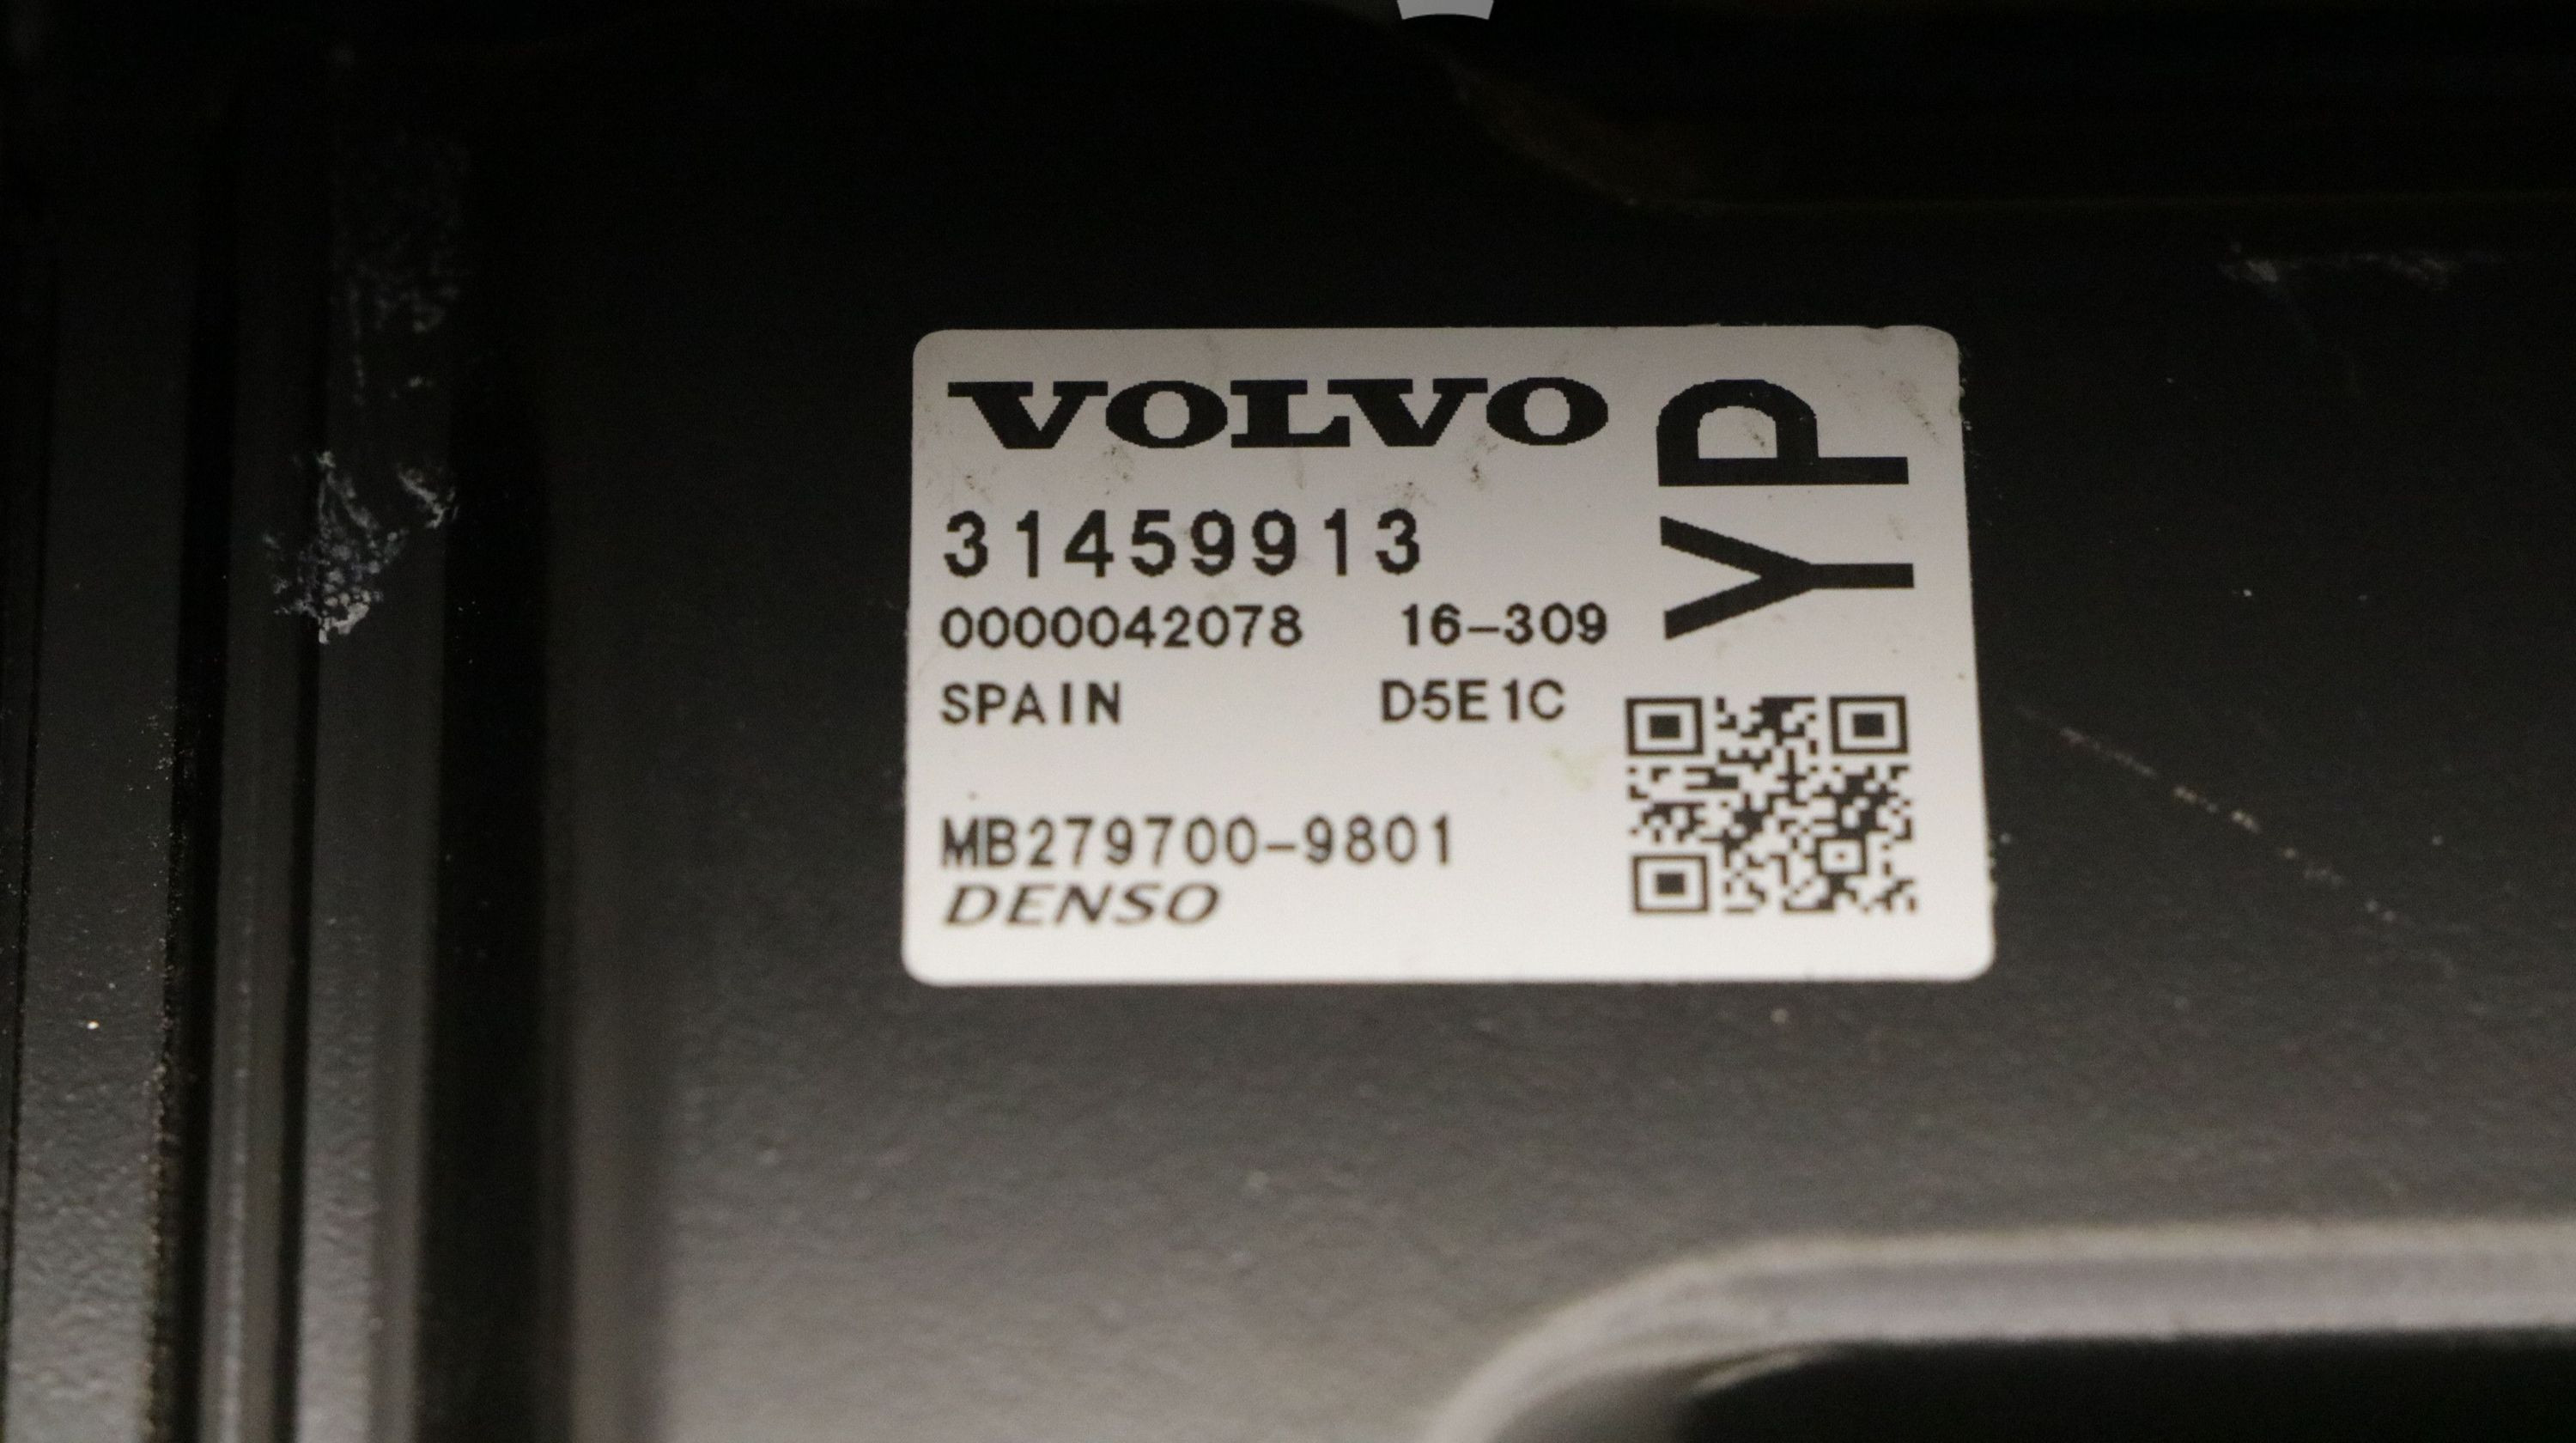 VOLVO
YP
31459913
0000042078 16-309
SPAIN D5E1C
MB279700-9801
DENSO